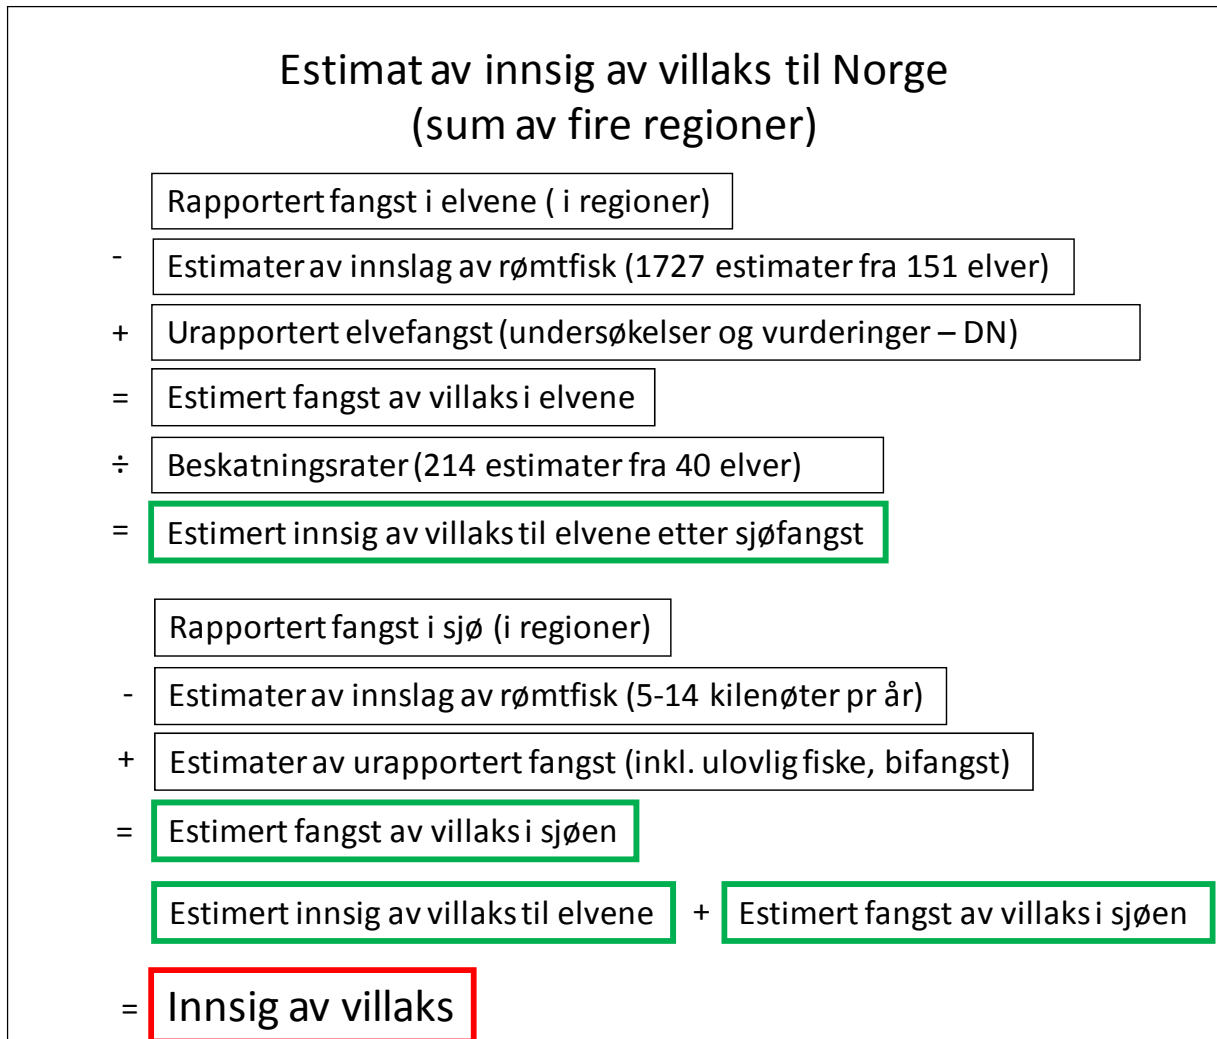 Estimat av innsig av villaks til Norge
(sum av fire regioner)
Rapportert fangst i elvene ( i regioner)
- Estimater av innslag av rømt fisk (1727 estimater fra 151 elver)
+ Urapportert elvefangst (undersøkelser og vurderinger – DN)
= Estimert fangst av villaks i elvene
÷ Beskatningsrater (214 estimater fra 40 elver)
= Estimert innsig av villaks til elvene etter sjøfangst
Rapportert fangst i sjø (i regioner)
- Estimater av innslag av rømt fisk (5-14 kilenøter pr år)
+ Estimater av urapportert fangst (inkl. ulovlig fiske, bifangst)
= Estimert fangst av villaks i sjøen
Estimert innsig av villaks til elvene + Estimert fangst av villaks i sjøen
= Innsig av villaks